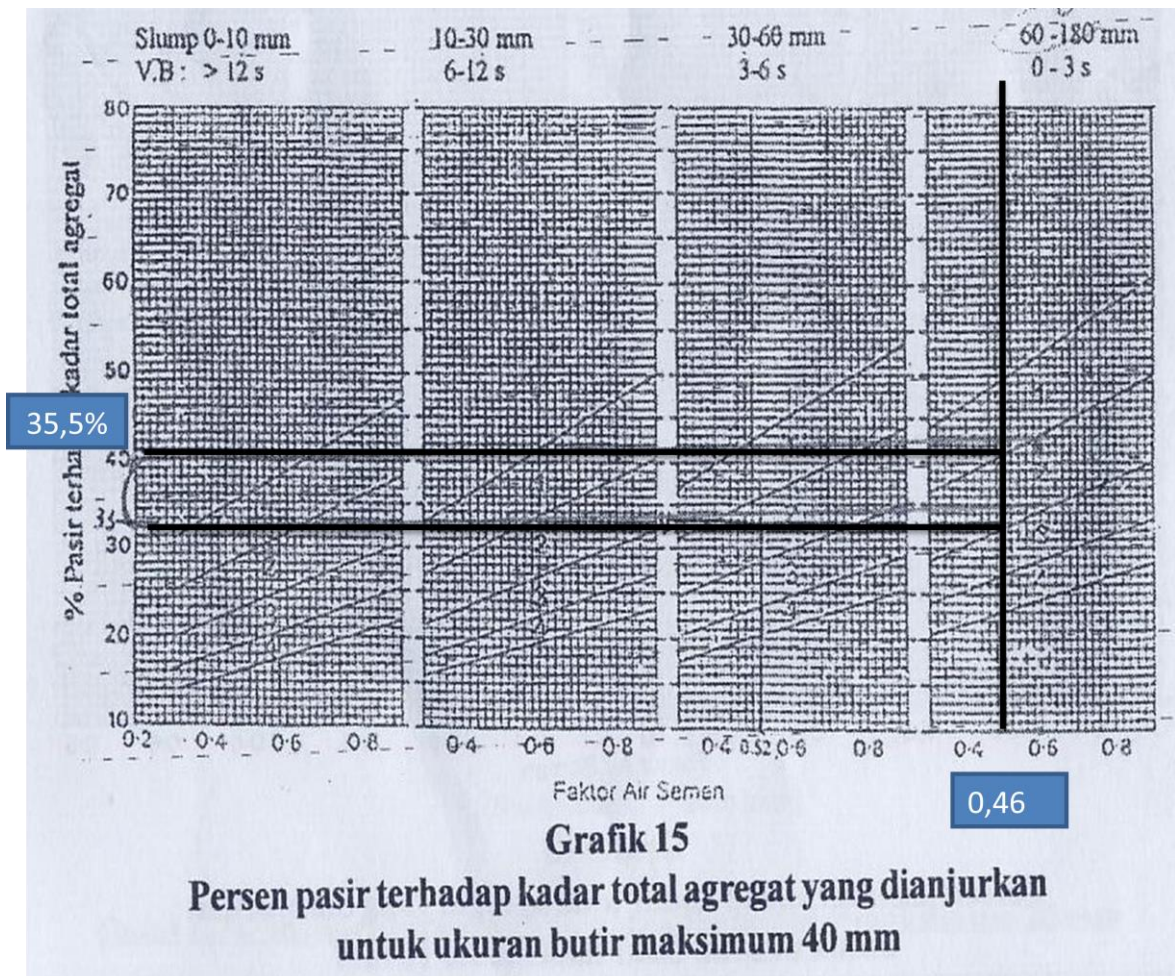 Slump 0-10 mm 10-30 mm 30-60 mm 60-180 mm
V.B : > 12 s 6-12 s 3-6 s 0 - 3 s
80
70
60
50
35,5%
40
33
30
20
10
% Pasir kadar total agregat
0·2 0·4 0·6 0·8 0·4 0·6 0·8 0·4 0.52 0·6 0·8 0·4 0·6 0·8
Faktor Air Semen
0,46
Grafik 15
Persen pasir terhadap kadar total agregat yang dianjurkan
untuk ukuran butir maksimum 40 mm